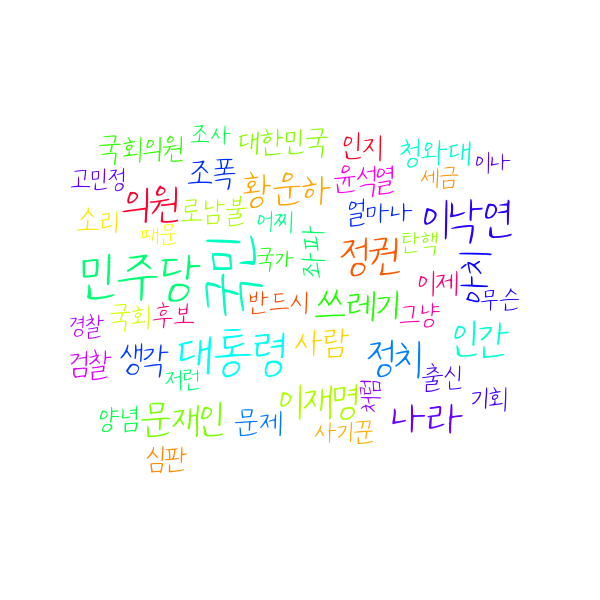 국회의원 조사 대한민국 인지 청와대 이나
고민정 의원 조폭 황운하 윤석열 세금
소리 때문 로남불 어찌 얼마나 이낙연
민주당 국가 좌파 정권 탄핵
이제 무슨
경찰 국회 후보 반드시 쓰레기 그냥
검찰 생각 대통령 사람 정치 인간
저런 처럼 출신 기회
양념 문재인 문제 이재명 나라
심판 사기꾼